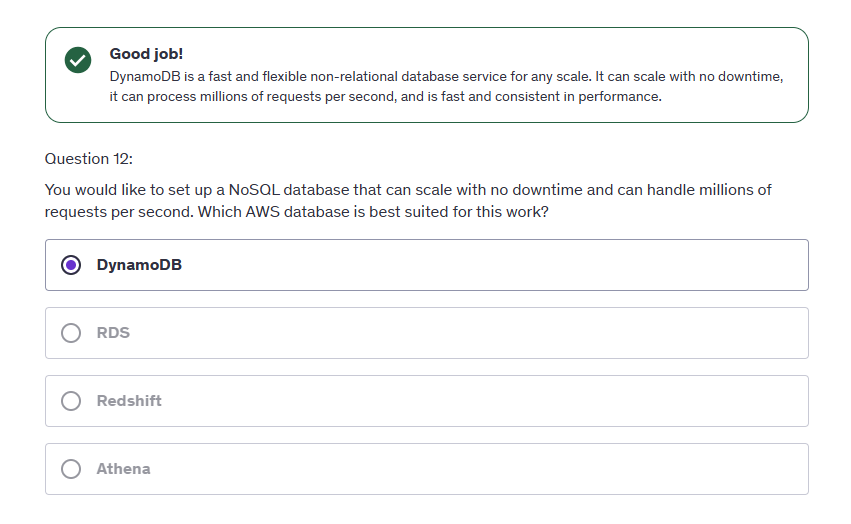 Good job!
DynamoDB is a fast and flexible non-relational database service for any scale. It can scale with no downtime,
it can process millions of requests per second, and is fast and consistent in performance.
Question 12:
You would like to set up a NoSQL database that can scale with no downtime and can handle millions of
requests per second. Which AWS database is best suited for this work?
DynamoDB
RDS
Redshift
Athena